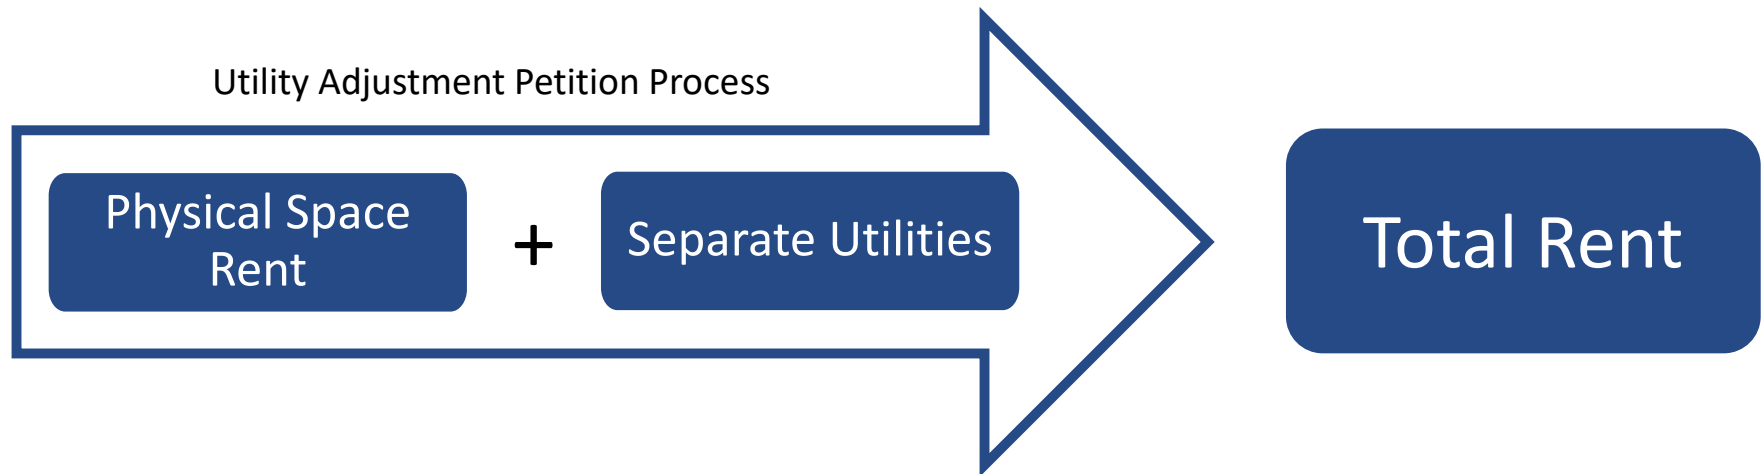 Utility Adjustment Petition Process
Physical Space
Rent
+
Separate Utilities
Total Rent